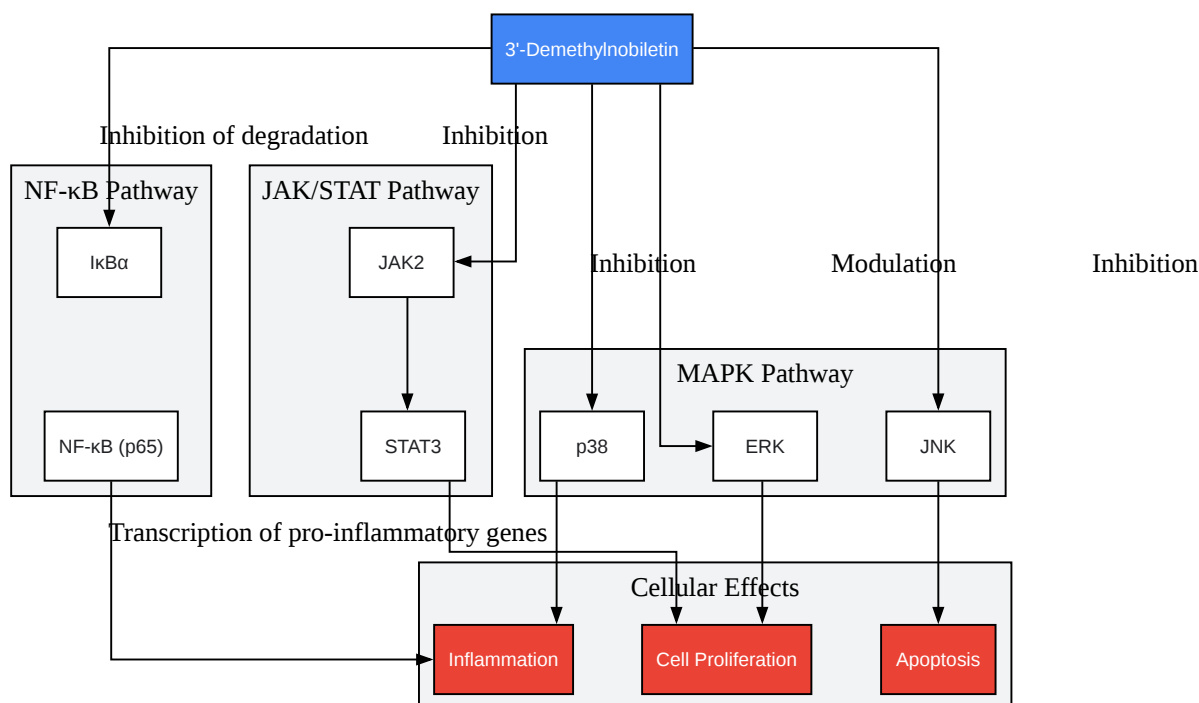 3'-Demethylnobiletin
Inhibition of degradation
Inhibition
NF-κB Pathway
JAK/STAT Pathway
IκBα
JAK2
Inhibition
Modulation
Inhibition
MAPK Pathway
NF-κB (p65)
STAT3
p38
ERK
JNK
Transcription of pro-inflammatory genes
Cellular Effects
Inflammation
Cell Proliferation
Apoptosis